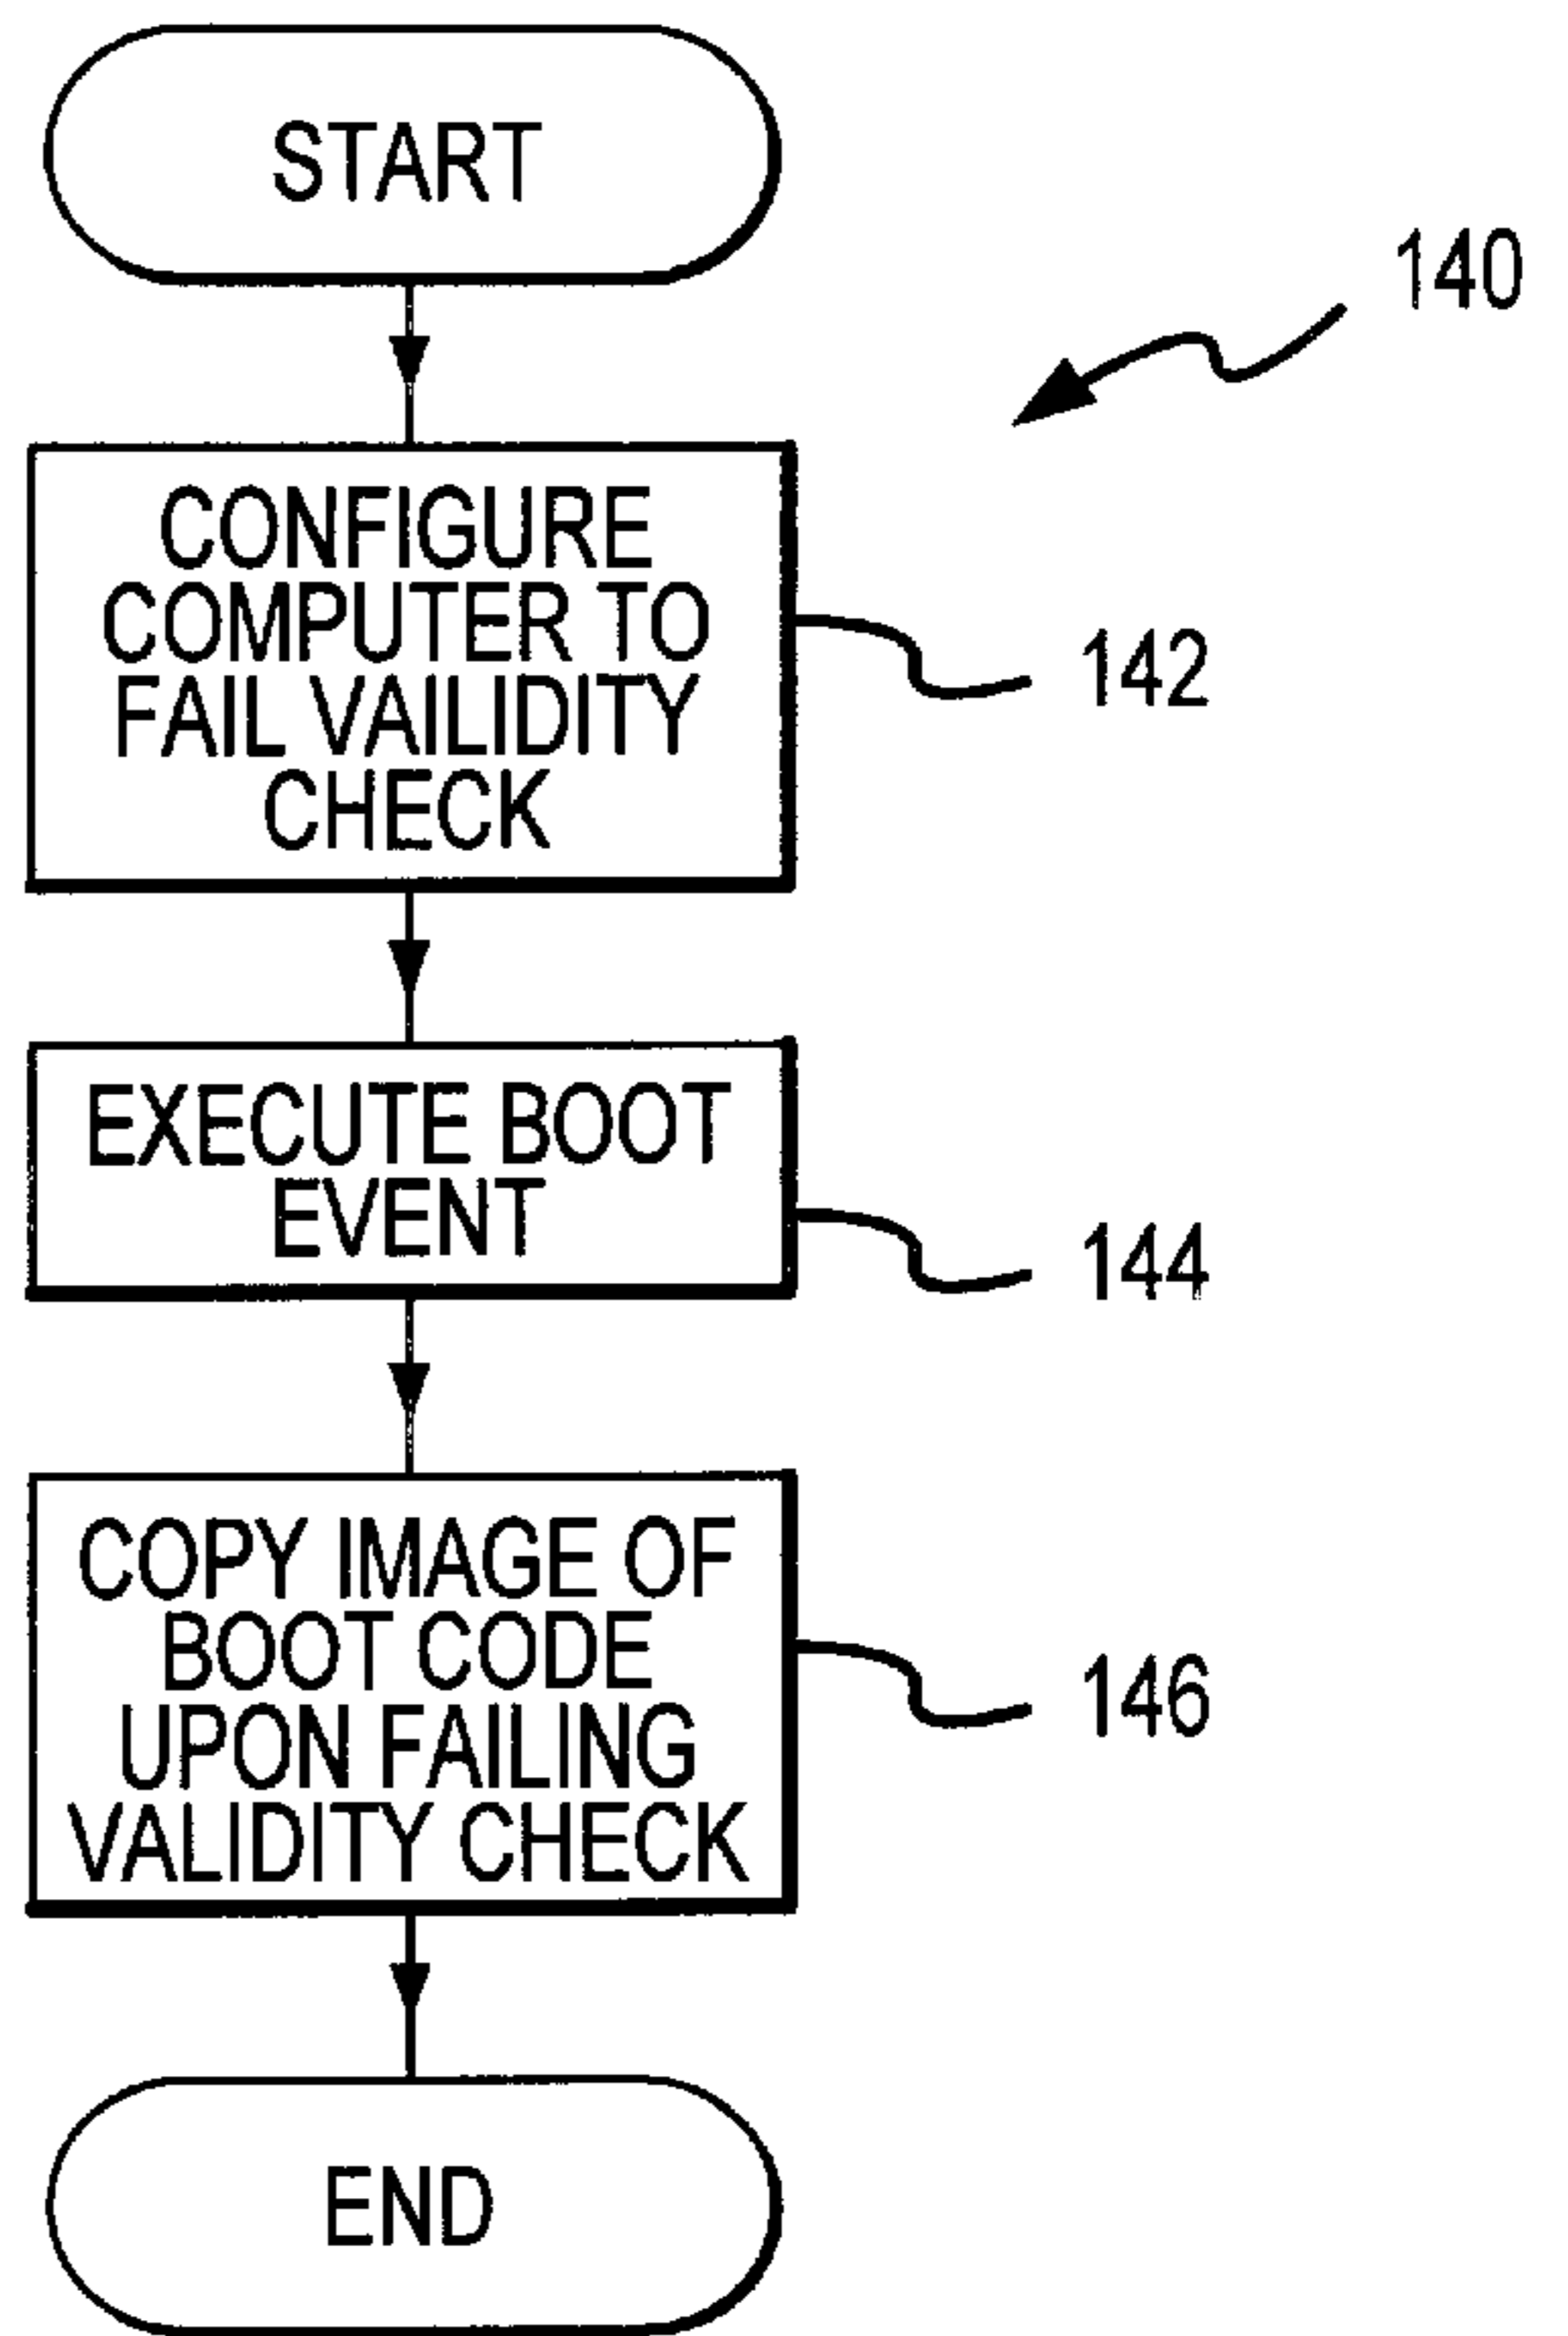 START
140
CONFIGURE
COMPUTER TO
FAIL VAILIDITY
CHECK
142
EXECUTE BOOT
EVENT
144
COPY IMAGE OF
BOOT CODE
UPON FAILING
VALIDITY CHECK
146
END